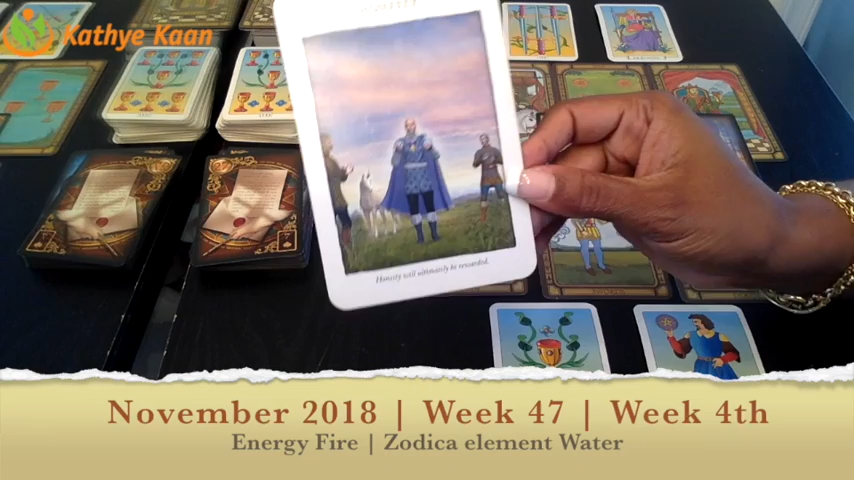 Kathye Kaan
Honesty will ultimately be rewarded.
November 2018 | Week 47 | Week 4th
Energy Fire | Zodica element Water